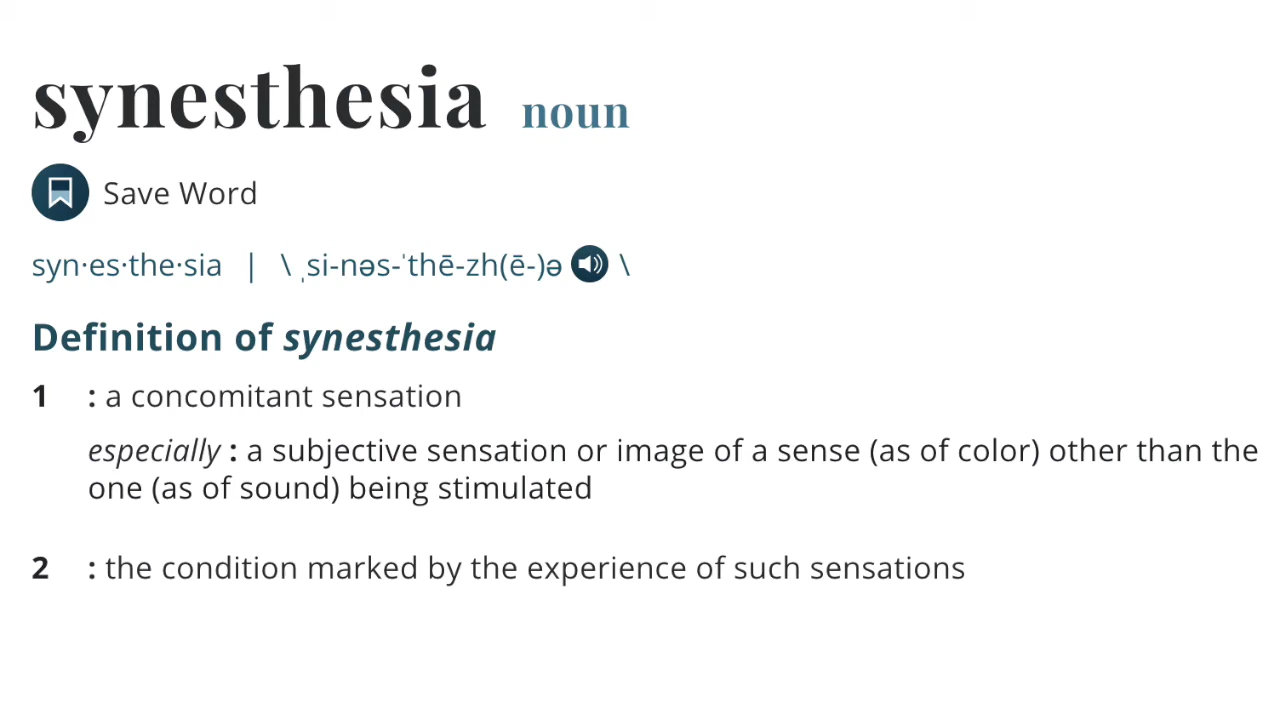 synesthesia noun
Save Word
syn·es·the·sia | \ ˌsi-nəs-ˈthē-zh(ē-)ə \
Definition of synesthesia
1 : a concomitant sensation
especially : a subjective sensation or image of a sense (as of color) other than the
one (as of sound) being stimulated
2 : the condition marked by the experience of such sensations